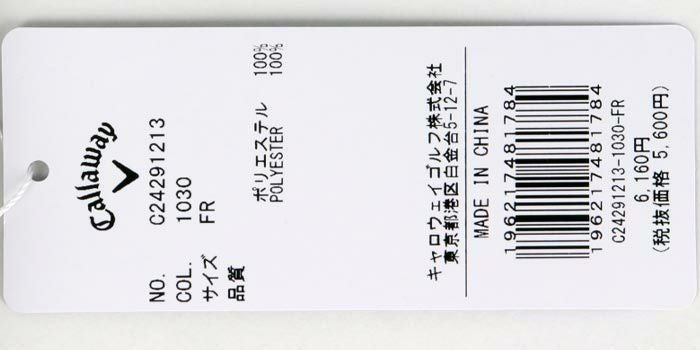 Callaway
NO. C24291213
COL. 1030
サイズ FR
品質
ポリエステル 100%
POLYESTER 100%
キャロウェイゴルフ株式会社
東京都港区白金台5-12-7
MADE IN CHINA
196217481784
196217481784
C24291213-1030-FR
6,160円
(税抜価格 5,600円)